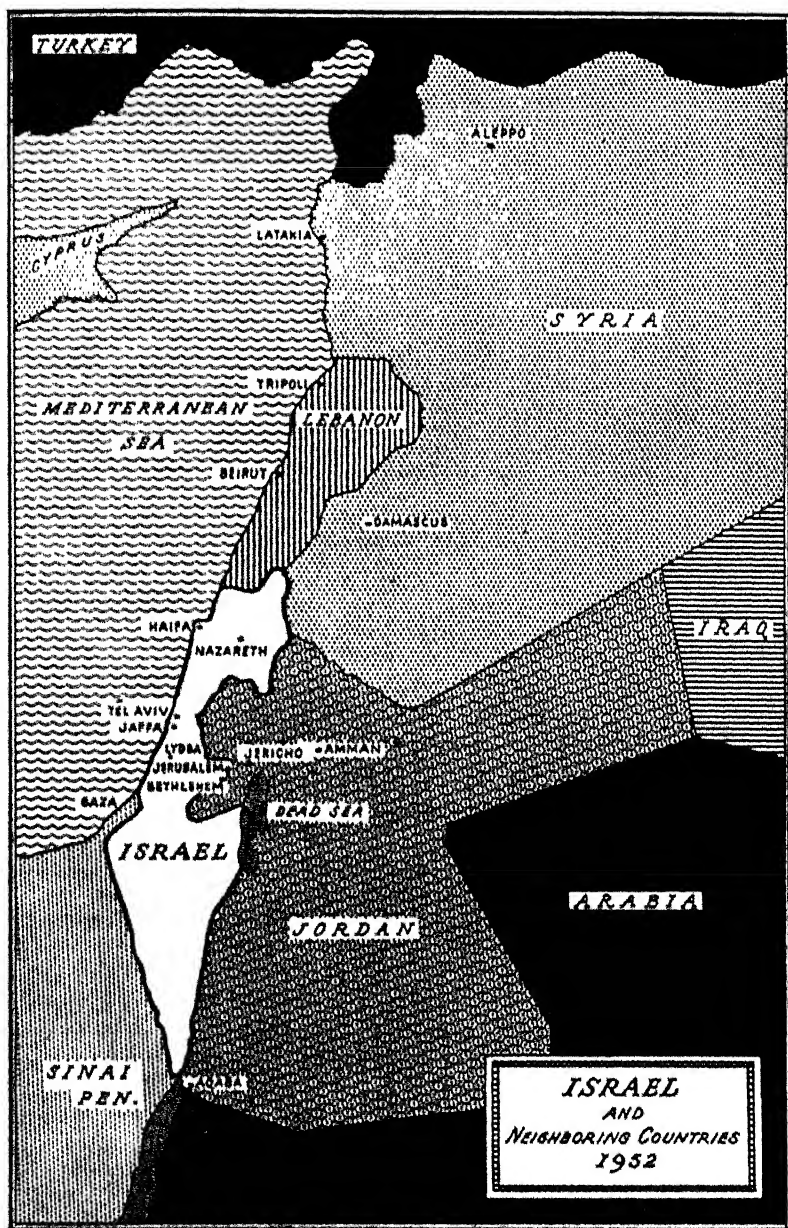 TURKEY
ALEPPO
LATAKIA
CYPRUS
SYRIA
TRIPOLI
MEDITERRANEAN
SEA
LEBANON
BEIRUT
DAMASCUS
HAIFA
NAZARETH
IRAQ
TEL AVIV
JAFFA
LYDDA
JERICHO
AMMAN
JERUSALEM
BETHLEHEM
GAZA
DEAD SEA
ISRAEL
ARABIA
JORDAN
SINAI
PEN.
AQABA
ISRAEL
AND
NEIGHBORING COUNTRIES
1952